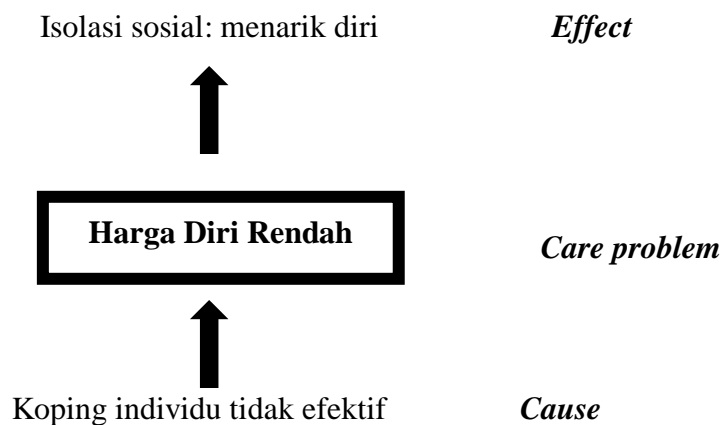 Isolasi sosial: menarik diri Effect
Harga Diri Rendah
Care problem
Koping individu tidak efektif Cause